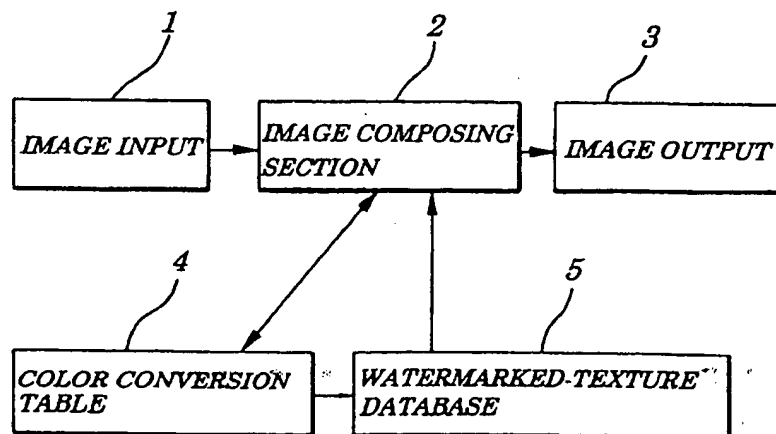 1
2
3
IMAGE INPUT
IMAGE COMPOSING
SECTION
IMAGE OUTPUT
4
5
COLOR CONVERSION
TABLE
WATERMARKED-TEXTURE
DATABASE